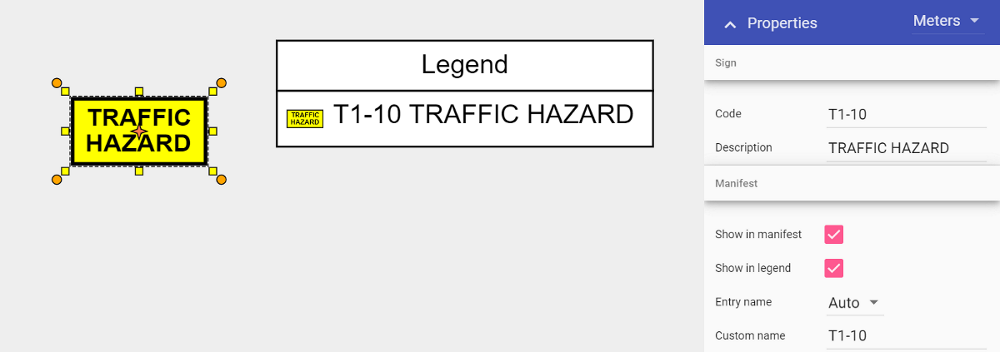 TRAFFIC
HAZARD
Legend
TRAFFIC
HAZARD
T1-10 TRAFFIC HAZARD
Properties
Meters
Sign
Code
T1-10
Description
TRAFFIC HAZARD
Manifest
Show in manifest
Show in legend
Entry name
Auto
Custom name
T1-10